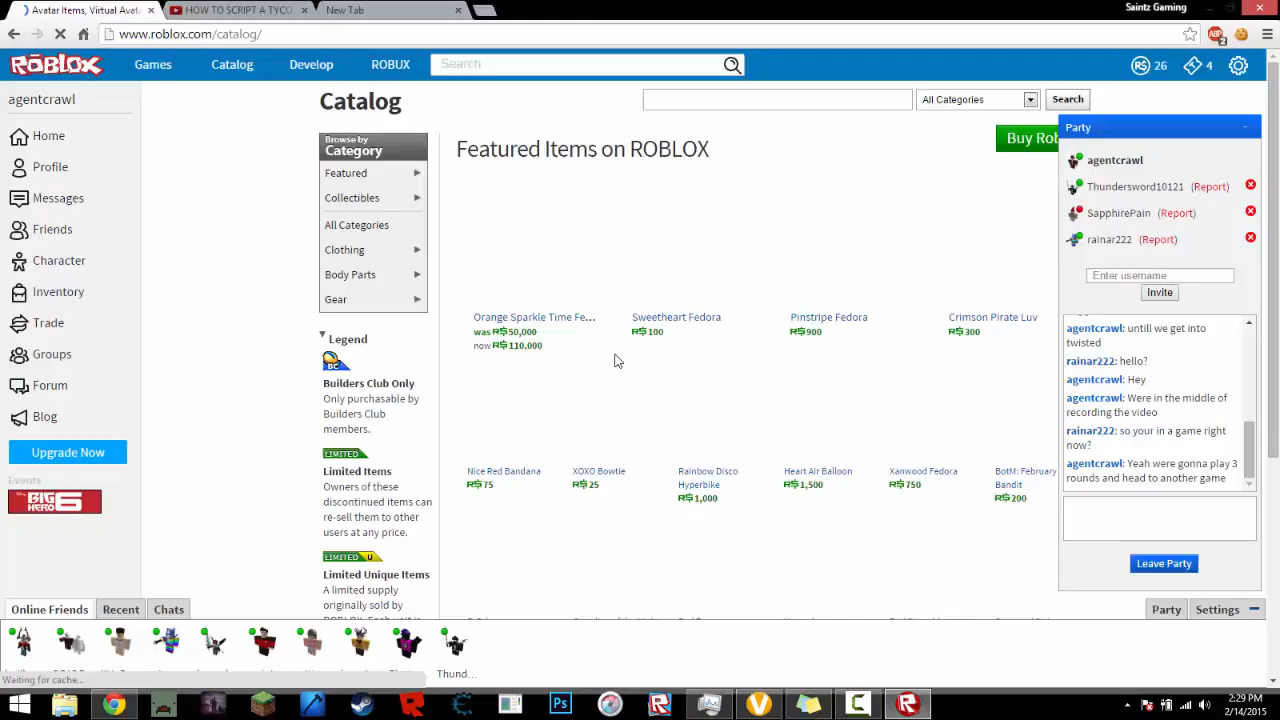 Avatar Items, Virtual Avat
HOW TO SCRIPT A TYCO
New Tab
Saintz Gaming
www.roblox.com/catalog/
ROBLOX
Games
Catalog
Develop
ROBUX
Search
R$ 26
4
agentcrawl
Home
Profile
Messages
Friends
Character
Inventory
Trade
Groups
Forum
Blog
Upgrade Now
Events
BIG HERO 6
Catalog
All Categories
Search
Browse by
Category
Featured
Collectibles
All Categories
Clothing
Body Parts
Gear
Legend
BC
Builders Club Only
Only purchasable by
Builders Club
members.
LIMITED
Limited Items
Owners of these
discontinued items can
re-sell them to other
users at any price.
LIMITED U
Limited Unique Items
A limited supply
originally sold by
Featured Items on ROBLOX
Buy Rob
Orange Sparkle Time Fe...
was R$50,000
now R$110,000
Sweetheart Fedora
R$100
Pinstripe Fedora
R$900
Crimson Pirate Luv
R$300
Nice Red Bandana
R$75
XOXO Bowtie
R$25
Rainbow Disco
Hyperbike
R$1,000
Heart Air Balloon
R$1,500
Xanwood Fedora
R$750
BotM: February
Bandit
R$200
Party
agentcrawl
Thundersword10121 (Report)
SapphirePain (Report)
rainar222 (Report)
Enter username
Invite
agentcrawl: untill we get into
twisted
rainar222: hello?
agentcrawl: Hey
agentcrawl: Were in the middle of
recording the video
rainar222: so your in a game right
now?
agentcrawl: Yeah were gonna play 3
rounds and head to another game
Leave Party
Online Friends
Recent
Chats
Party
Settings
Thund...
Waiting for cache...
2:29 PM
2/14/2015